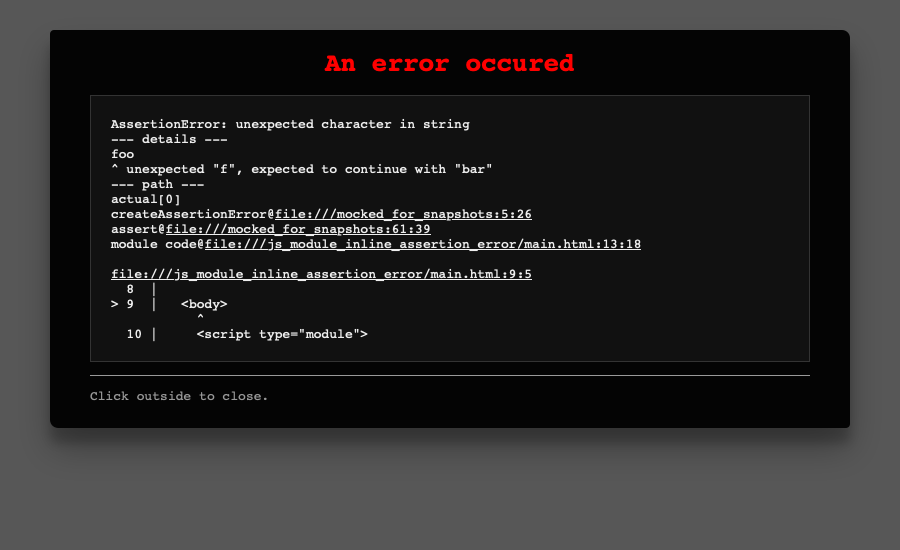 An error occured
AssertionError: unexpected character in string
--- details ---
foo
^ unexpected "f", expected to continue with "bar"
--- path ---
actual[0]
createAssertionError@file:///mocked_for_snapshots:5:26
assert@file:///mocked_for_snapshots:61:39
module code@file:///js_module_inline_assertion_error/main.html:13:18

file:///js_module_inline_assertion_error/main.html:9:5
  8  |
> 9  |   <body>
           ^
  10 |     <script type="module">
Click outside to close.